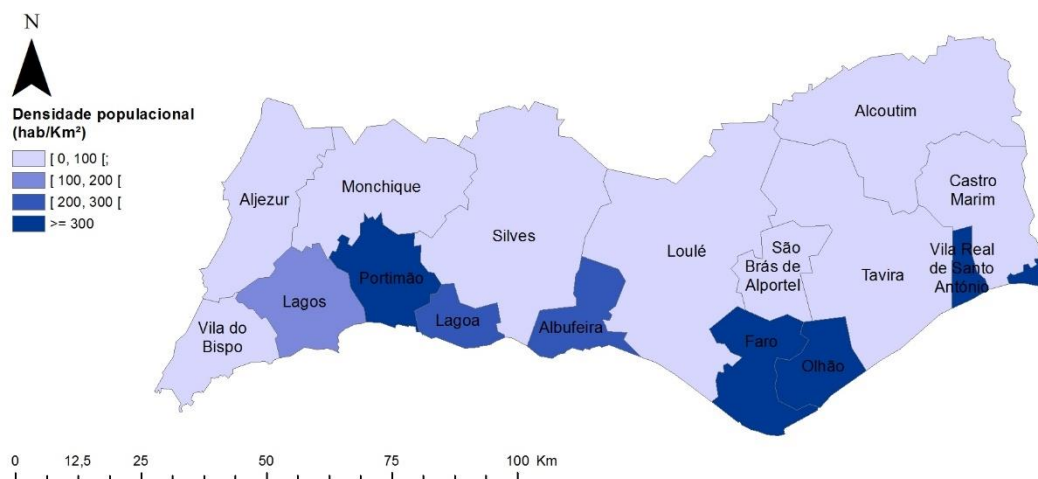 N
Densidade populacional
(hab/Km²)
[ 0, 100 [;
[ 100, 200 [
[ 200, 300 [
>= 300
Alcoutim
Monchique
Aljezur
Castro
Marim
Silves
Loulé
São
Brás de
Alportel
Tavira
Vila Real
de Santo
António
Portimão
Lagos
Lagoa
Albufeira
Vila do
Bispo
Faro
Olhão
0 12,5 25 50 75 100 Km